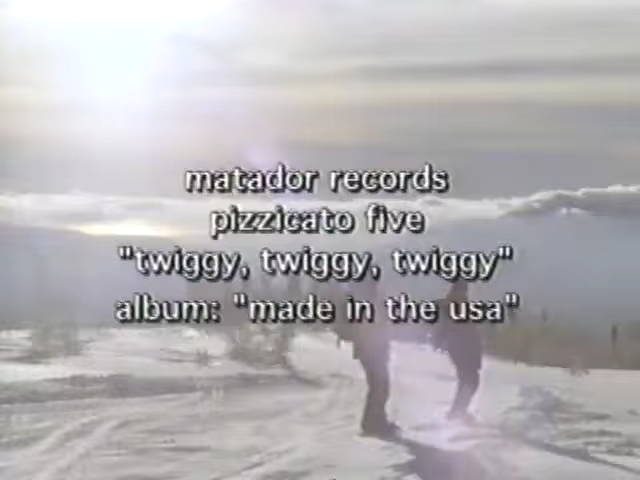 matador records
pizzicato five
"twiggy, twiggy, twiggy"
album: "made in the usa"